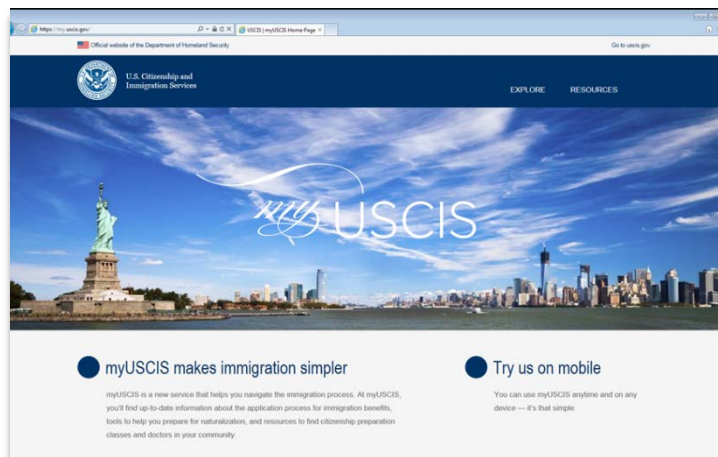 https://my.uscis.gov/
USCIS | myUSCIS Home Page
Official website of the Department of Homeland Security
Go to uscis.gov
U.S. Citizenship and
Immigration Services
EXPLORE RESOURCES
my USCIS
myUSCIS makes immigration simpler
myUSCIS is a new service that helps you navigate the immigration process. At myUSCIS,
you'll find up-to-date information about the application process for immigration benefits,
tools to help you prepare for naturalization, and resources to find citizenship preparation
classes and doctors in your community.
Try us on mobile
You can use myUSCIS anytime and on any
device — it's that simple.